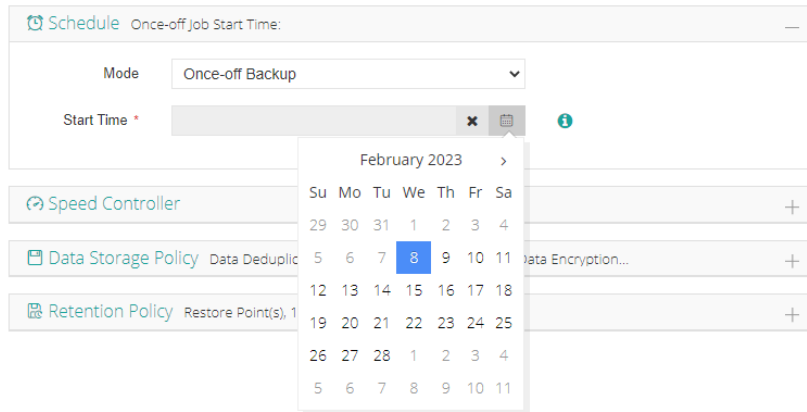 Schedule Once-off Job Start Time:
Mode Once-off Backup
Start Time *
February 2023
Su Mo Tu We Th Fr Sa
29 30 31 1 2 3 4
5 6 7 8 9 10 11
12 13 14 15 16 17 18
19 20 21 22 23 24 25
26 27 28 1 2 3 4
5 6 7 8 9 10 11
Speed Controller
Data Storage Policy Data Deduplic ata Encryption...
Retention Policy Restore Point(s), 1